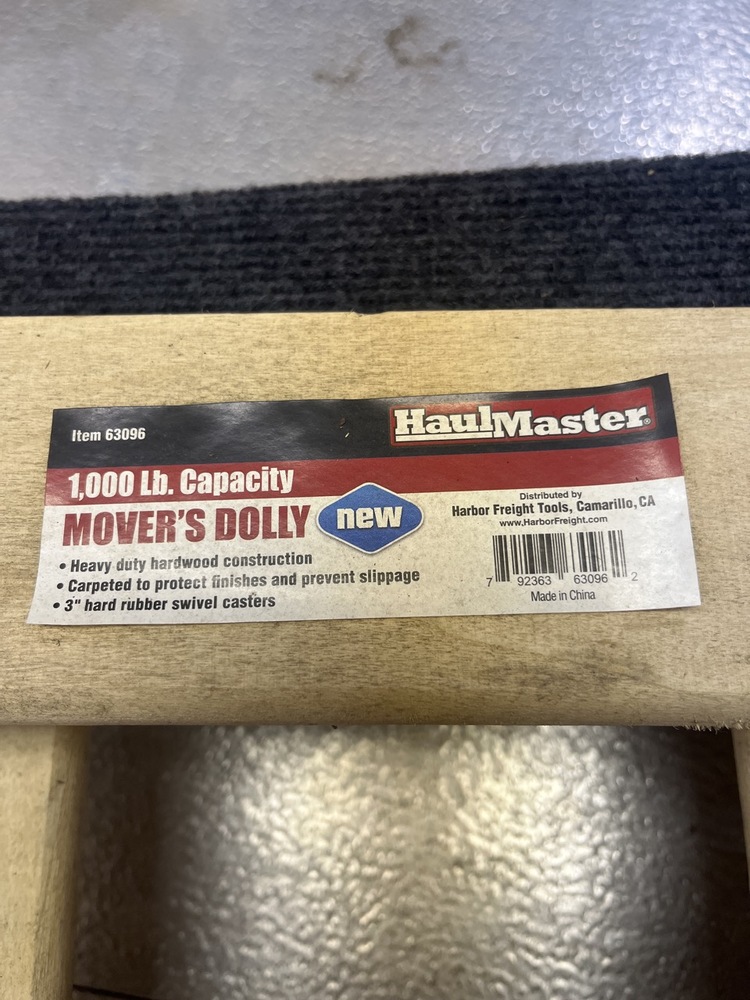 Item 63096
HaulMaster®
1,000 Lb. Capacity
MOVER'S DOLLY
new
• Heavy duty hardwood construction
• Carpeted to protect finishes and prevent slippage
• 3" hard rubber swivel casters
Distributed by
Harbor Freight Tools, Camarillo, CA
www.HarborFreight.com
7 92363 63096 2
Made in China